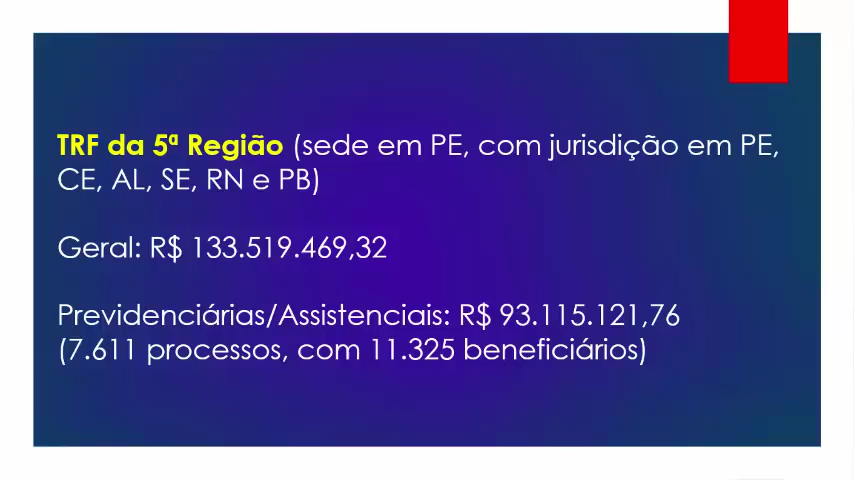 TRF da 5ª Região (sede em PE, com jurisdição em PE,
CE, AL, SE, RN e PB)
Geral: R$ 133.519.469,32
Previdenciárias/Assistenciais: R$ 93.115.121,76
(7.611 processos, com 11.325 beneficiários)